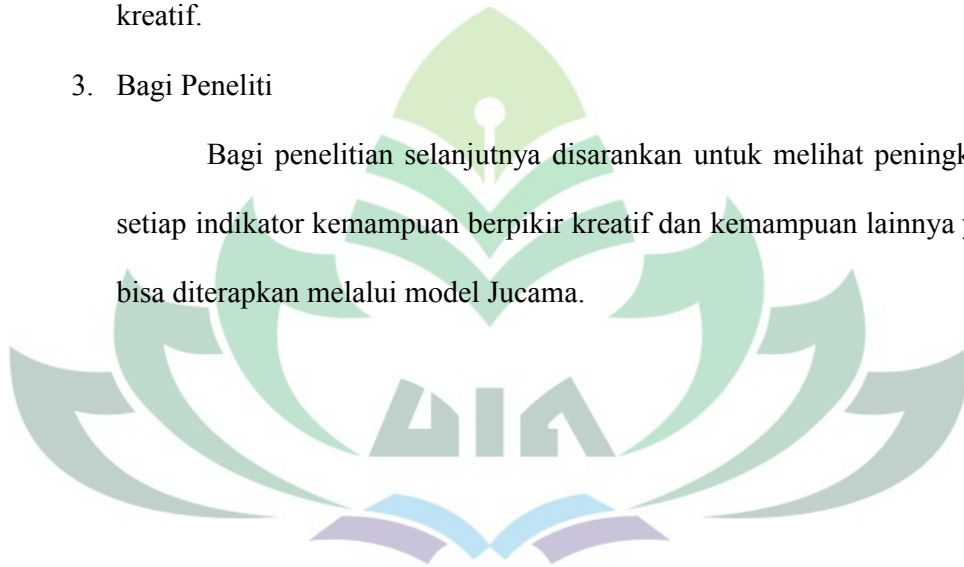 kreatif.
3. Bagi Peneliti
Bagi penelitian selanjutnya disarankan untuk melihat
setiap indikator kemampuan berpikir kreatif dan kemampuan lainnya
bisa diterapkan melalui model Jucama.
UIN